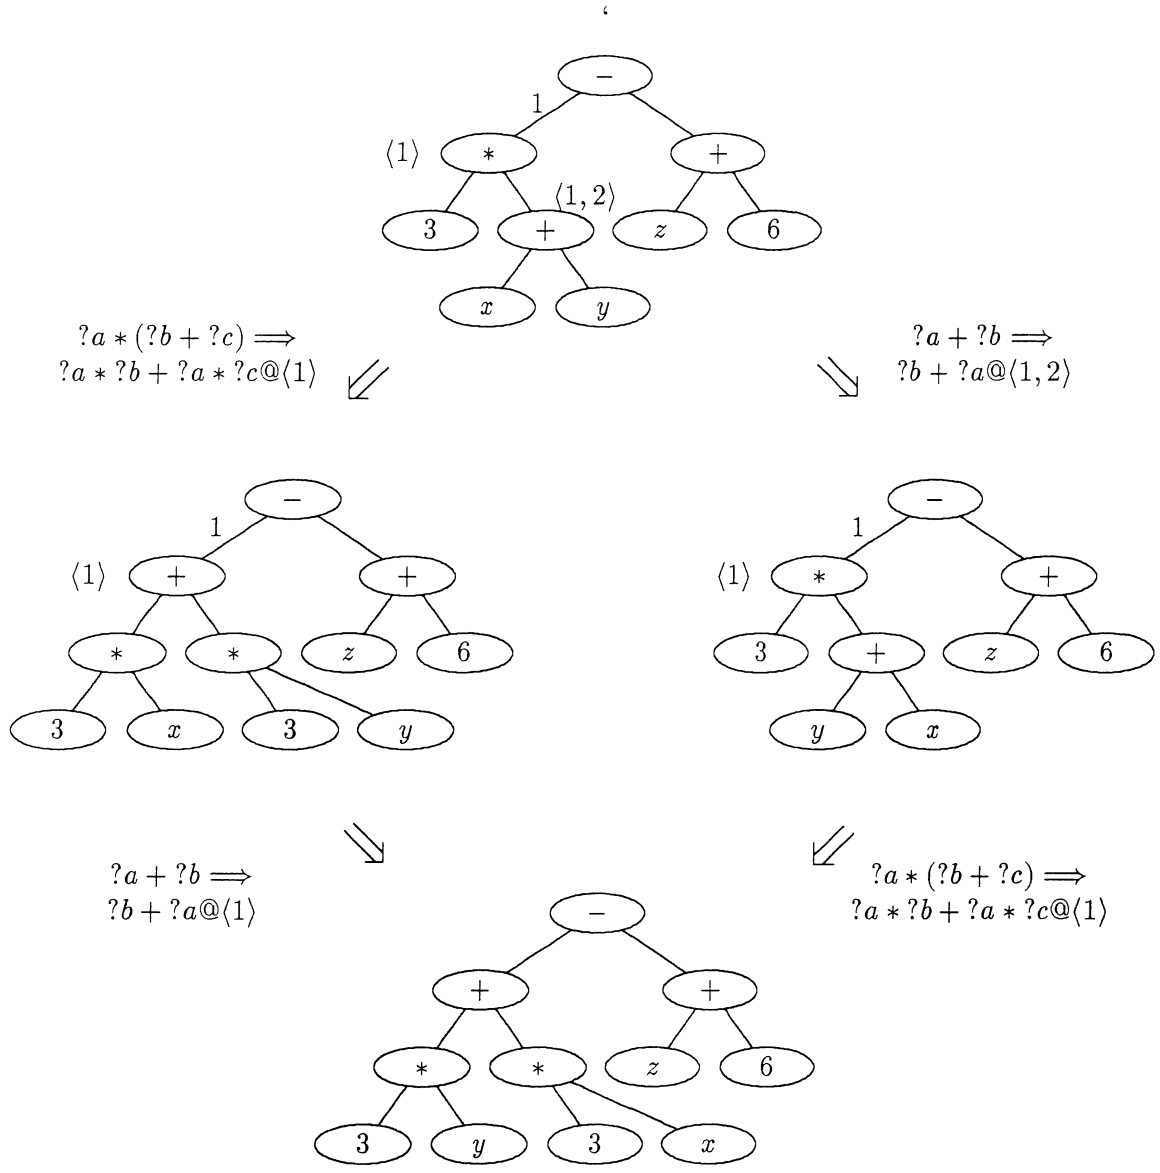 ‘
−
1
⟨1⟩ * +
⟨1, 2⟩
3 + z 6
x y
?a ∗ (?b + ?c) ⟹
?a ∗ ?b + ?a ∗ ?c@⟨1⟩
?a + ?b ⟹
?b + ?a@⟨1, 2⟩
− −
1 1
⟨1⟩ + + ⟨1⟩ * +
* * z 6 3 + z 6
3 x 3 y y x
?a + ?b ⟹
?b + ?a@⟨1⟩
?a ∗ (?b + ?c) ⟹
?a ∗ ?b + ?a ∗ ?c@⟨1⟩
−
+ +
* * z 6
3 y 3 x